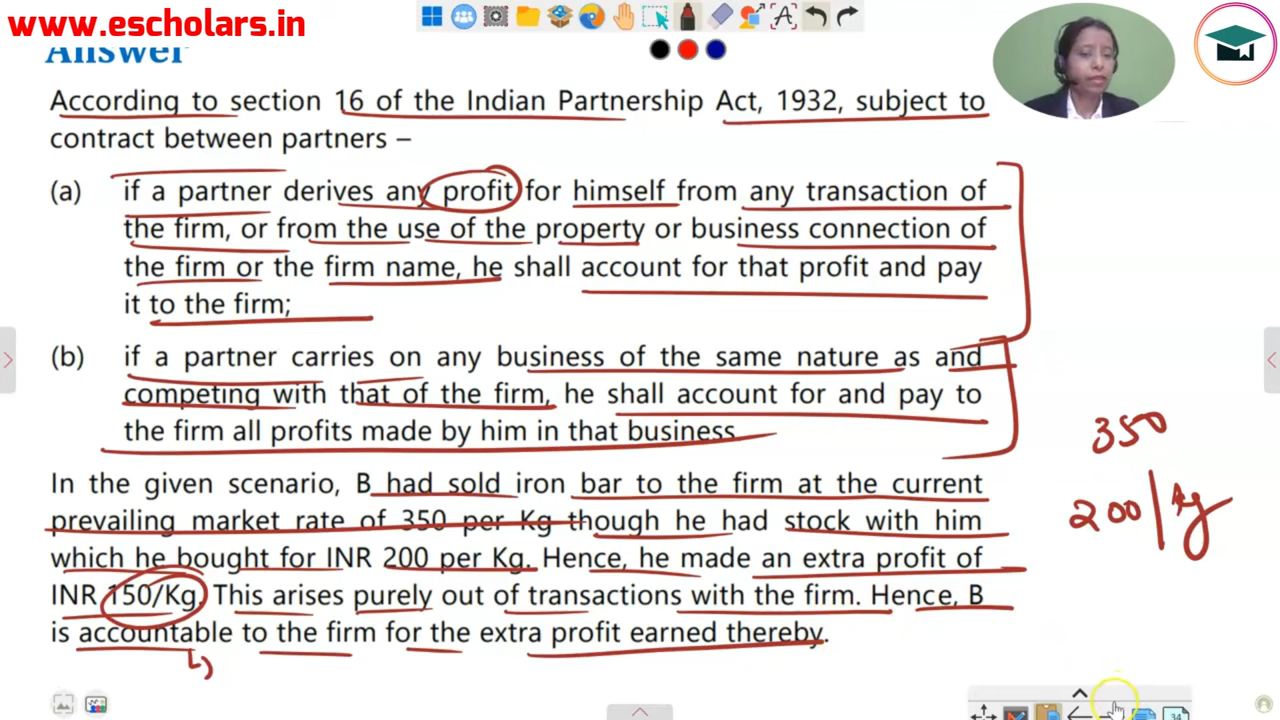 www.escholars.in
Answer
According to section 16 of the Indian Partnership Act, 1932, subject to
contract between partners –
(a) if a partner derives any profit for himself from any transaction of
the firm, or from the use of the property or business connection of
the firm or the firm name, he shall account for that profit and pay
it to the firm;
(b) if a partner carries on any business of the same nature as and
competing with that of the firm, he shall account for and pay to
the firm all profits made by him in that business
350
200/kg
In the given scenario, B had sold iron bar to the firm at the current
prevailing market rate of 350 per Kg though he had stock with him
which he bought for INR 200 per Kg. Hence, he made an extra profit of
INR 150/Kg. This arises purely out of transactions with the firm. Hence, B
is accountable to the firm for the extra profit earned thereby.
34